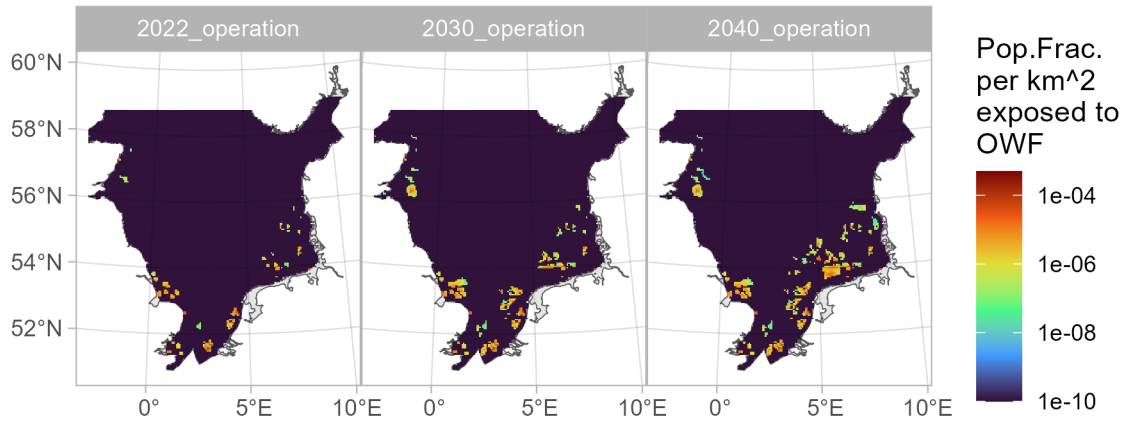 2022_operation 2030_operation 2040_operation
Pop.Frac.
per km^2
exposed to
OWF
60°N
58°N
56°N
54°N
52°N
1e-04
1e-06
1e-08
1e-10
0° 5°E 10°E 0° 5°E 10°E 0° 5°E 10°E